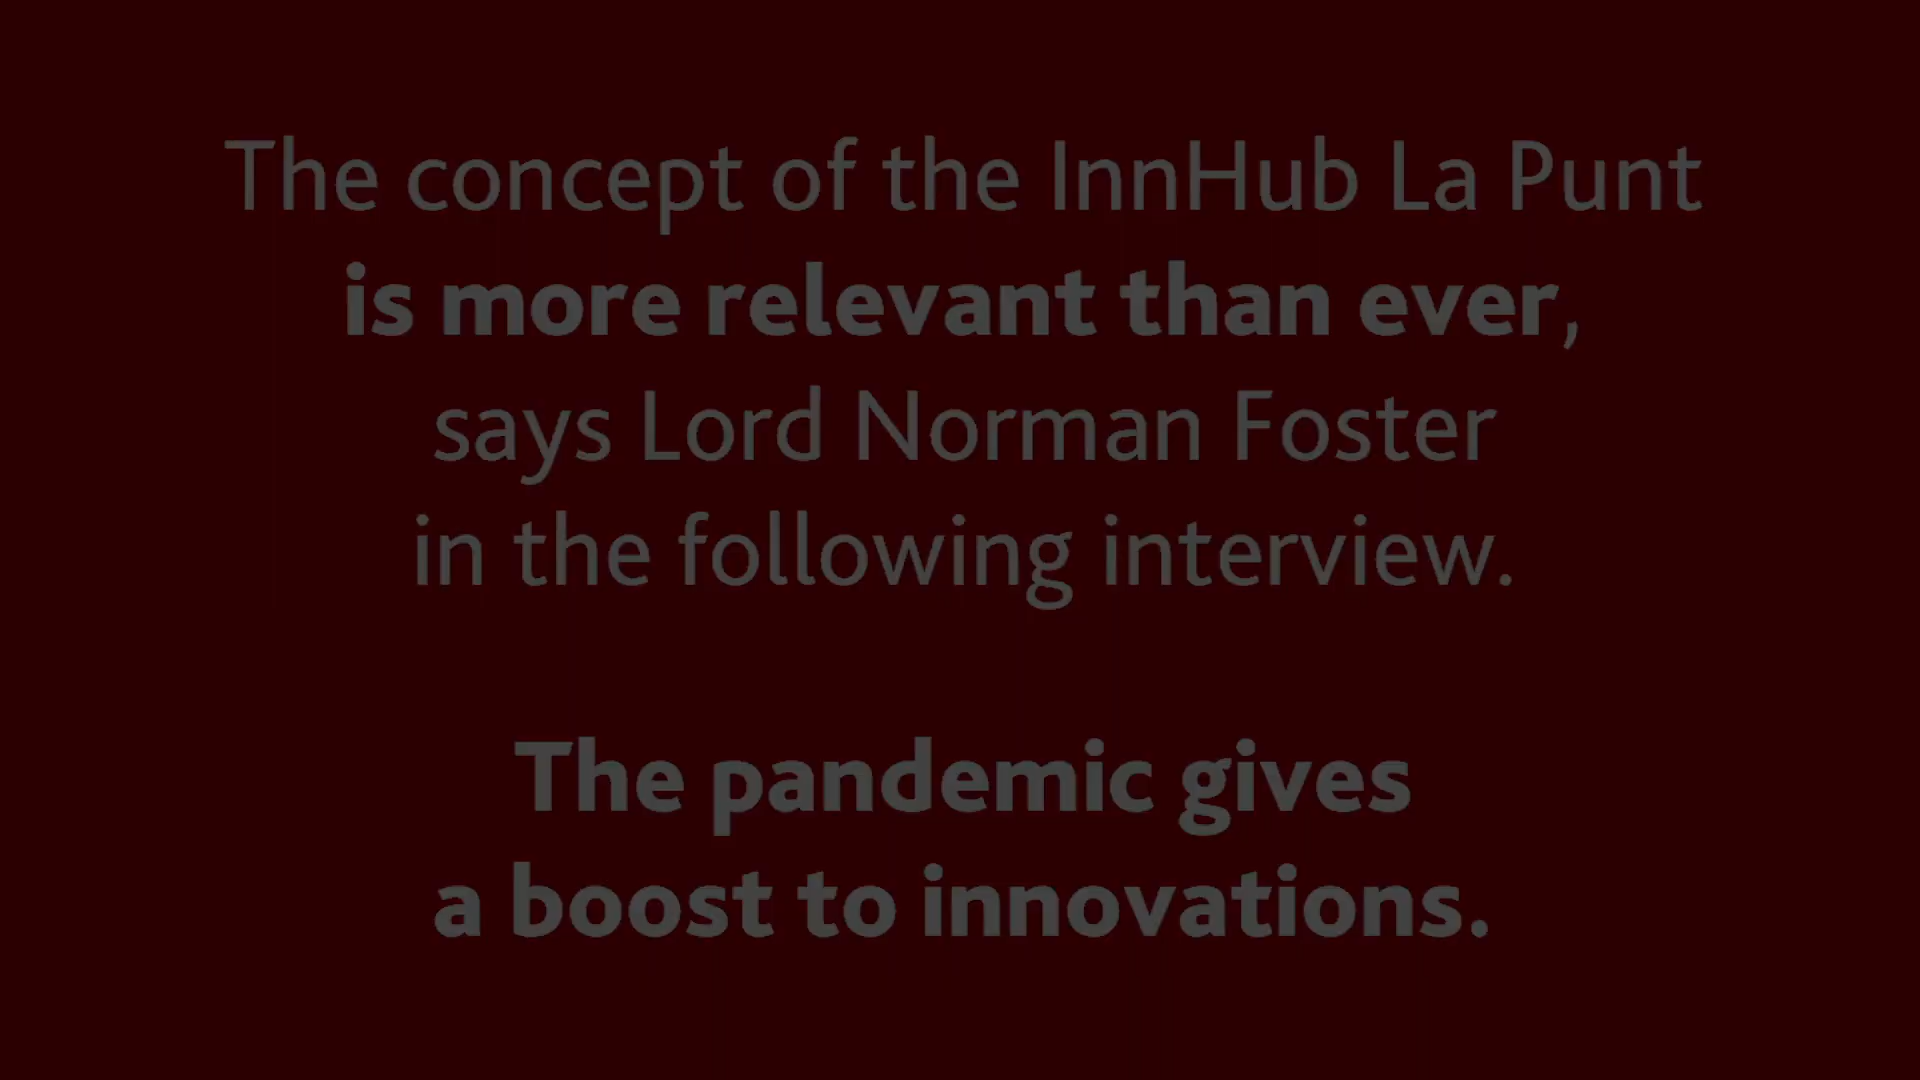 The concept of the InnHub La Punt
is more relevant than ever,
says Lord Norman Foster
in the following interview.
The pandemic gives
a boost to innovations.